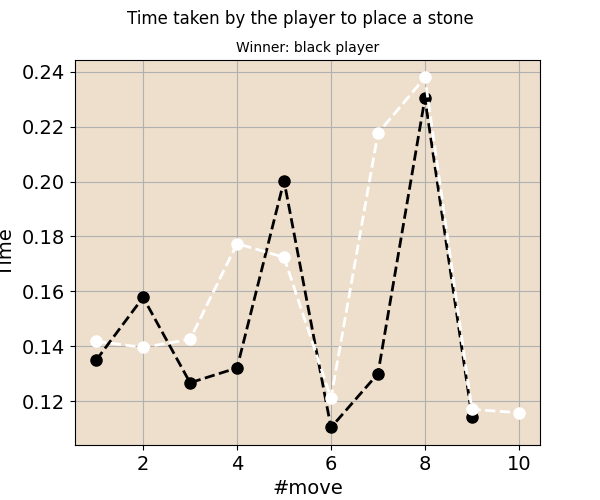 Time taken by the player to place a stone
Winner: black player
0.24
0.22
0.20
0.18
0.16
0.14
0.12
Time
2 4 6 8 10
#move